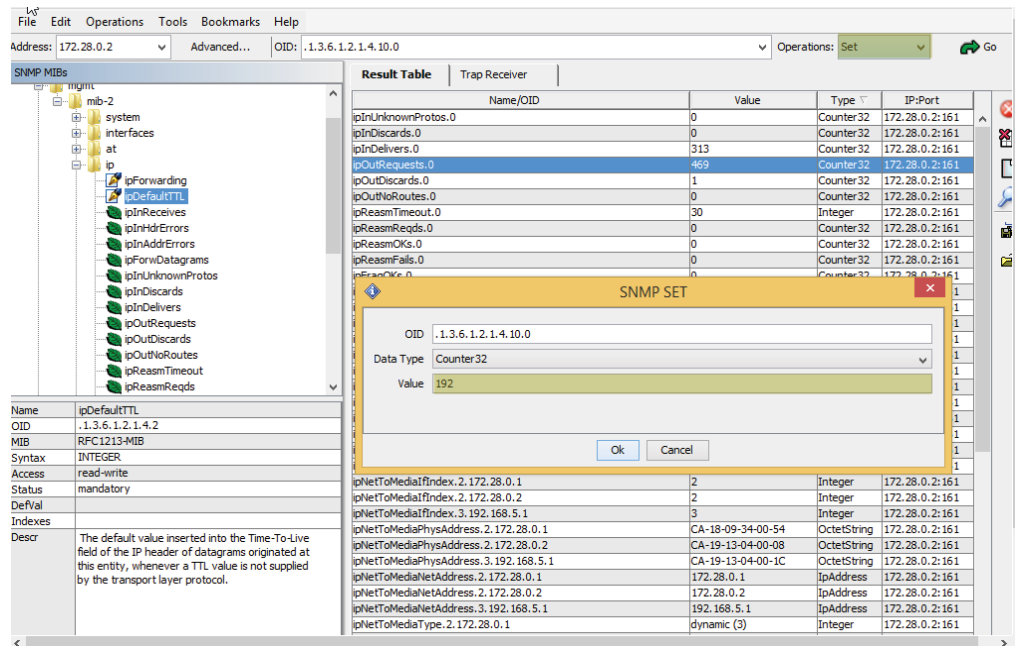 File Edit Operations Tools Bookmarks Help
Address: 172.28.0.2 Advanced... OID: .1.3.6.1.2.1.4.10.0 Operations: Set Go
SNMP MIBs
mgmt
mib-2
system
interfaces
at
ip
ipForwarding
ipDefaultTTL
ipInReceives
ipInHdrErrors
ipInAddrErrors
ipForwDatagrams
ipInUnknownProtos
ipInDiscards
ipInDelivers
ipOutRequests
ipOutDiscards
ipOutNoRoutes
ipReasmTimeout
ipReasmReqds
Name ipDefaultTTL
OID .1.3.6.1.2.1.4.2
MIB RFC1213-MIB
Syntax INTEGER
Access read-write
Status mandatory
DefVal
Indexes
Descr The default value inserted into the Time-To-Live
field of the IP header of datagrams originated at
this entity, whenever a TTL value is not supplied
by the transport layer protocol.
Result Table Trap Receiver
Name/OID Value Type IP:Port
ipInUnknownProtos.0 0 Counter32 172.28.0.2:161
ipInDiscards.0 0 Counter32 172.28.0.2:161
ipInDelivers.0 313 Counter32 172.28.0.2:161
ipOutRequests.0 469 Counter32 172.28.0.2:161
ipOutDiscards.0 1 Counter32 172.28.0.2:161
ipOutNoRoutes.0 0 Counter32 172.28.0.2:161
ipReasmTimeout.0 30 Integer 172.28.0.2:161
ipReasmReqds.0 0 Counter32 172.28.0.2:161
ipReasmOKs.0 0 Counter32 172.28.0.2:161
ipReasmFails.0 0 Counter32 172.28.0.2:161
ipFragOKs.0 0 Counter32 172.28.0.2:161
SNMP SET
OID .1.3.6.1.2.1.4.10.0
Data Type Counter32
Value 192
Ok Cancel
ipNetToMediaIfIndex.2.172.28.0.1 2 Integer 172.28.0.2:161
ipNetToMediaIfIndex.2.172.28.0.2 2 Integer 172.28.0.2:161
ipNetToMediaIfIndex.3.192.168.5.1 3 Integer 172.28.0.2:161
ipNetToMediaPhysAddress.2.172.28.0.1 CA-18-09-34-00-54 OctetString 172.28.0.2:161
ipNetToMediaPhysAddress.2.172.28.0.2 CA-19-13-04-00-08 OctetString 172.28.0.2:161
ipNetToMediaPhysAddress.3.192.168.5.1 CA-19-13-04-00-1C OctetString 172.28.0.2:161
ipNetToMediaNetAddress.2.172.28.0.1 172.28.0.1 IpAddress 172.28.0.2:161
ipNetToMediaNetAddress.2.172.28.0.2 172.28.0.2 IpAddress 172.28.0.2:161
ipNetToMediaNetAddress.3.192.168.5.1 192.168.5.1 IpAddress 172.28.0.2:161
ipNetToMediaType.2.172.28.0.1 dynamic (3) Integer 172.28.0.2:161